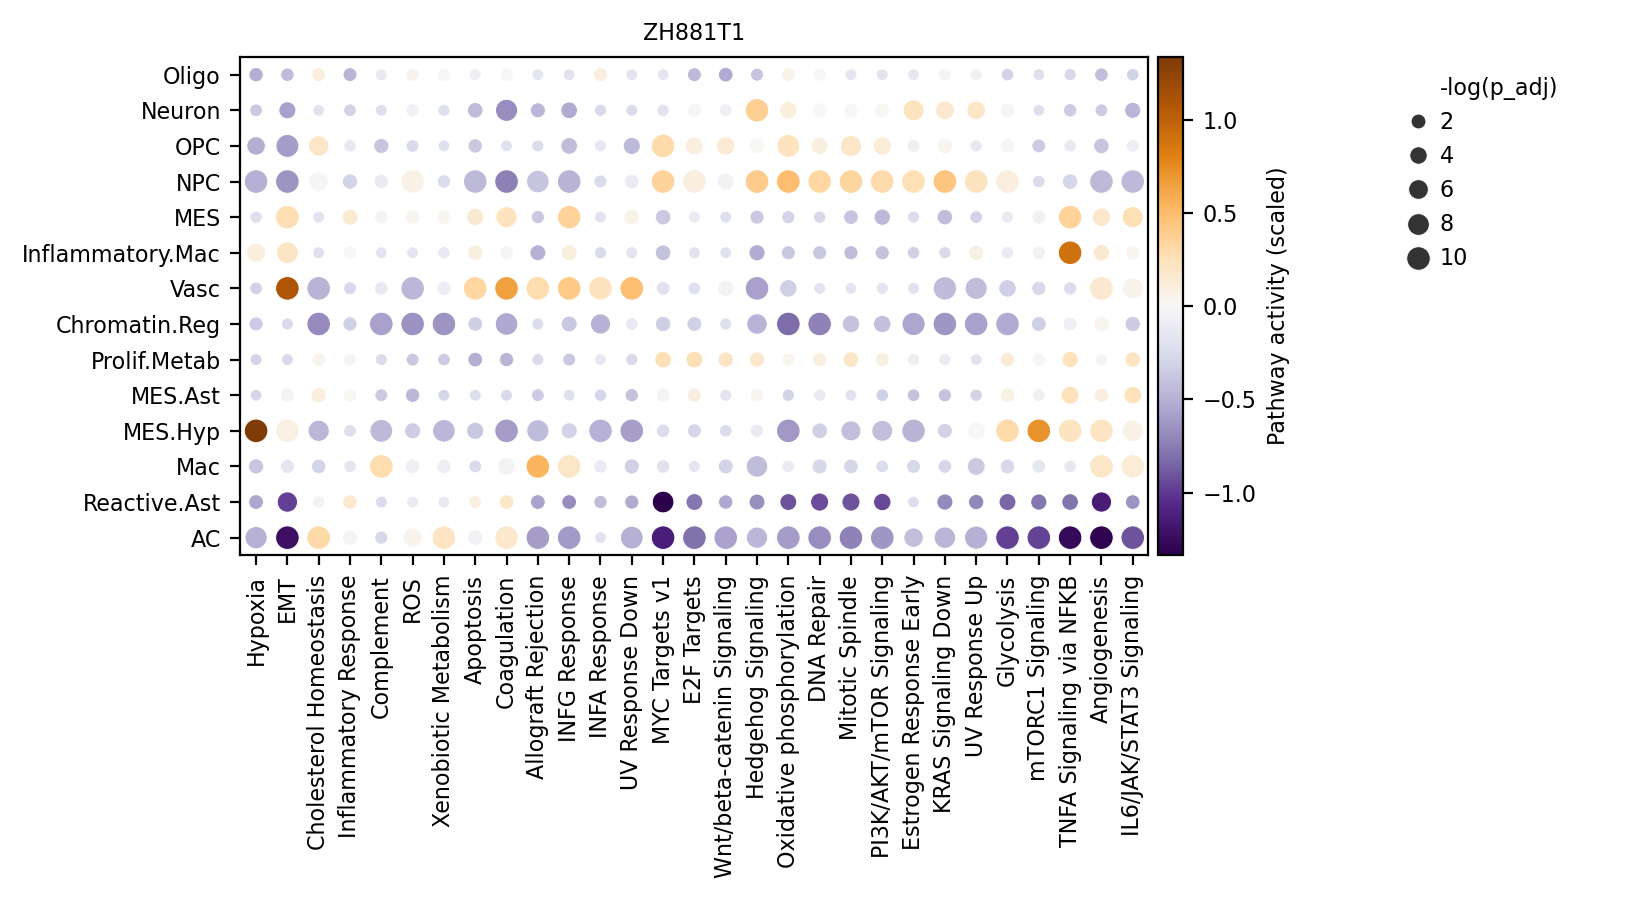 ZH881T1
Oligo
Neuron
OPC
NPC
MES
Inflammatory.Mac
Vasc
Chromatin.Reg
Prolif.Metab
MES.Ast
MES.Hyp
Mac
Reactive.Ast
AC
Hypoxia
EMT
Cholesterol Homeostasis
Inflammatory Response
Complement
ROS
Xenobiotic Metabolism
Apoptosis
Coagulation
Allograft Rejection
INFG Response
INFA Response
UV Response Down
MYC Targets v1
E2F Targets
Wnt/beta-catenin Signaling
Hedgehog Signaling
Oxidative phosphorylation
DNA Repair
Mitotic Spindle
PI3K/AKT/mTOR Signaling
Estrogen Response Early
KRAS Signaling Down
UV Response Up
Glycolysis
mTORC1 Signaling
TNFA Signaling via NFKB
Angiogenesis
IL6/JAK/STAT3 Signaling
1.0
0.5
0.0
−0.5
−1.0
Pathway activity (scaled)
-log(p_adj)
2
4
6
8
10